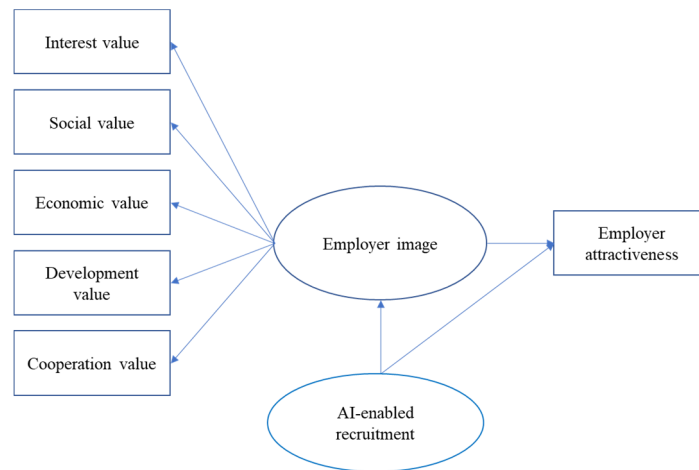 Interest value
Social value
Economic value
Development
value
Cooperation value
Employer image
Employer
attractiveness
AI-enabled
recruitment